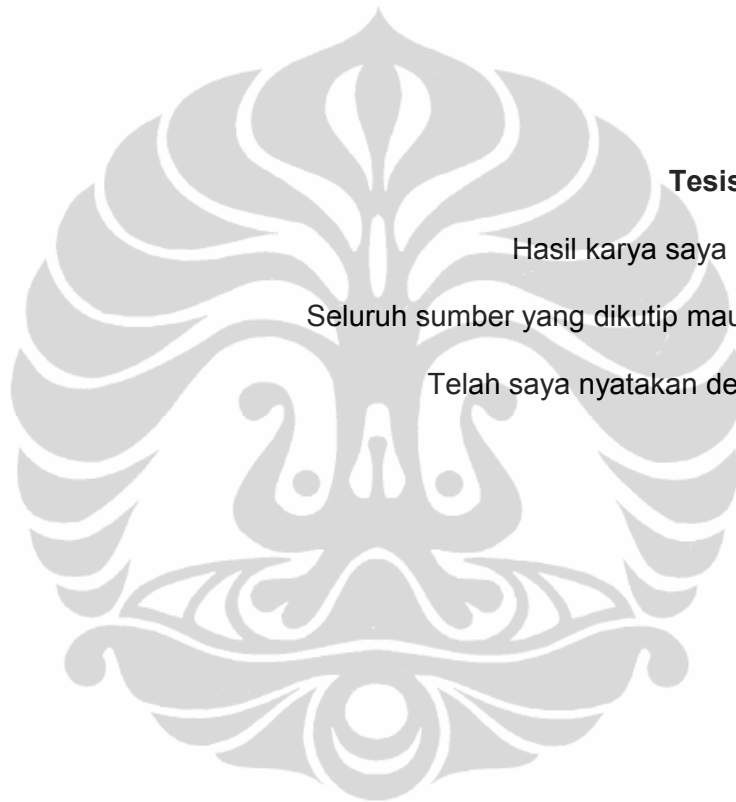 Tesis
Hasil karya saya
Seluruh sumber yang dikutip mau
Telah saya nyatakan de